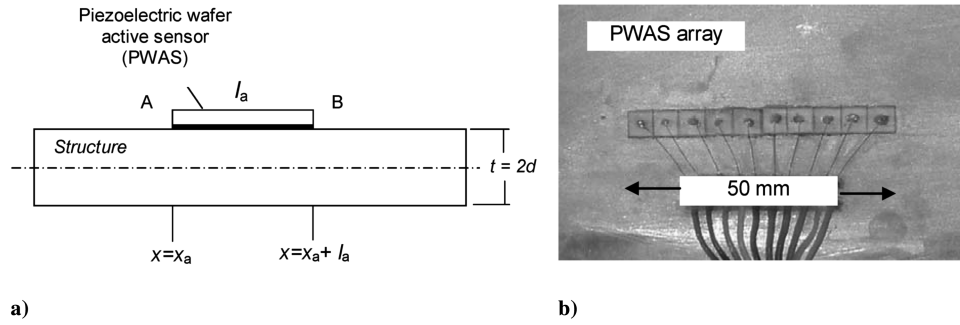 Piezoelectric wafer
active sensor
(PWAS)
A
lₐ
B
Structure
t = 2d
x=xₐ
x=xₐ+ lₐ
a)
PWAS array
50 mm
b)